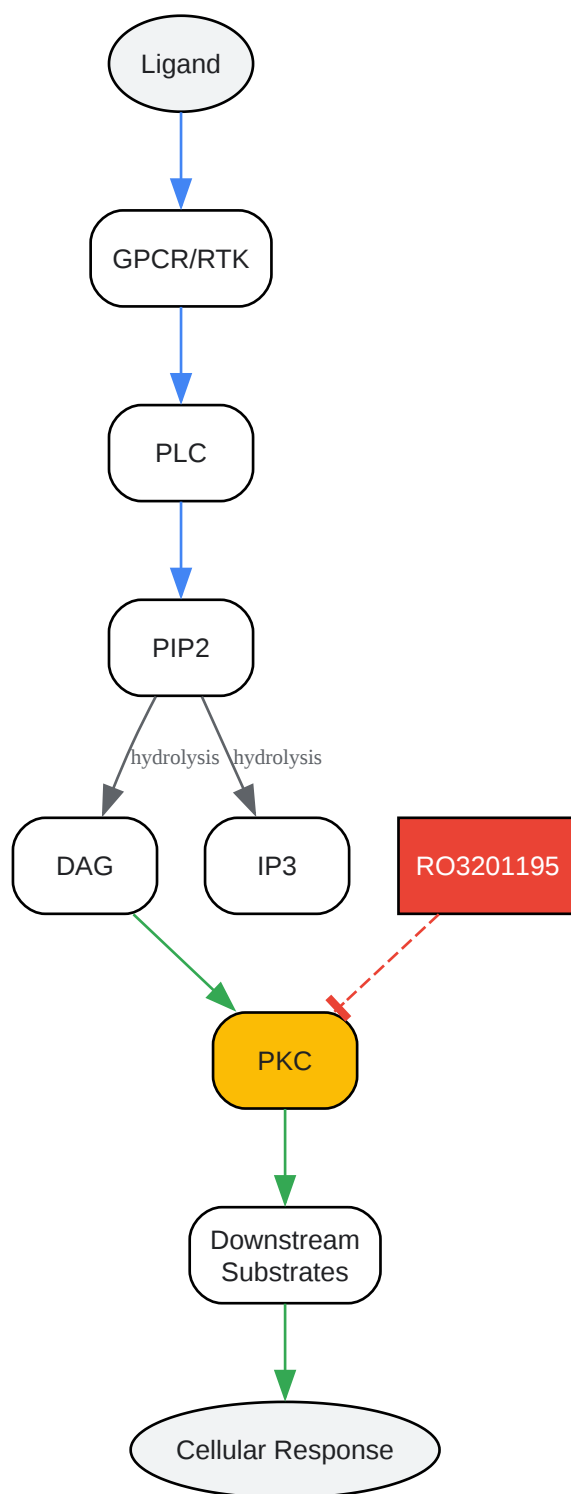 Ligand
GPCR/RTK
PLC
PIP2
hydrolysis
hydrolysis
DAG
IP3
RO3201195
PKC
Downstream
Substrates
Cellular Response